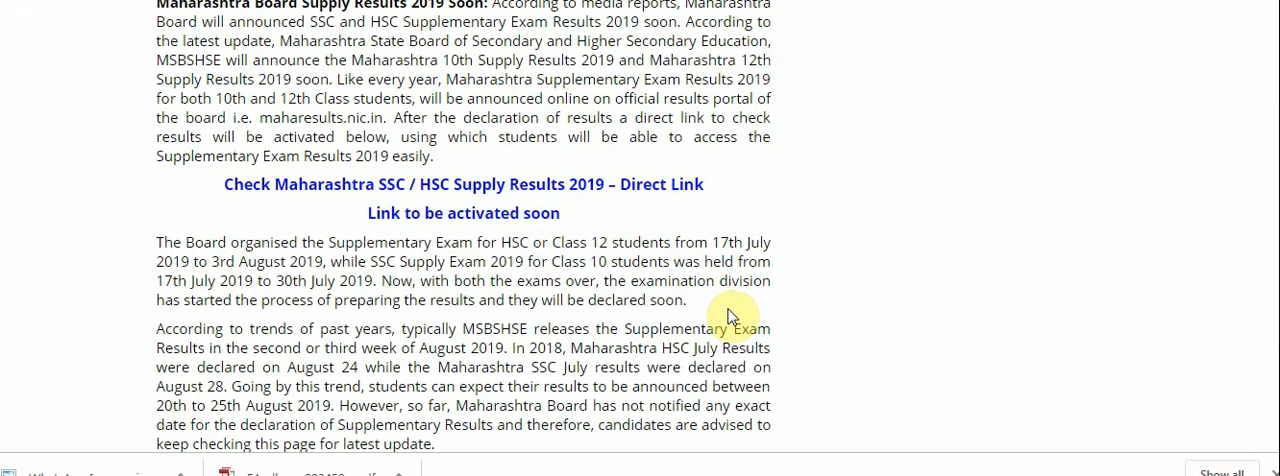 Maharashtra Board Supply Results 2019 Soon: According to media reports, Maharashtra
Board will announced SSC and HSC Supplementary Exam Results 2019 soon. According to
the latest update, Maharashtra State Board of Secondary and Higher Secondary Education,
MSBSHSE will announce the Maharashtra 10th Supply Results 2019 and Maharashtra 12th
Supply Results 2019 soon. Like every year, Maharashtra Supplementary Exam Results 2019
for both 10th and 12th Class students, will be announced online on official results portal of
the board i.e. maharesults.nic.in. After the declaration of results a direct link to check
results will be activated below, using which students will be able to access the
Supplementary Exam Results 2019 easily.
Check Maharashtra SSC / HSC Supply Results 2019 – Direct Link
Link to be activated soon
The Board organised the Supplementary Exam for HSC or Class 12 students from 17th July
2019 to 3rd August 2019, while SSC Supply Exam 2019 for Class 10 students was held from
17th July 2019 to 30th July 2019. Now, with both the exams over, the examination division
has started the process of preparing the results and they will be declared soon.
According to trends of past years, typically MSBSHSE releases the Supplementary Exam
Results in the second or third week of August 2019. In 2018, Maharashtra HSC July Results
were declared on August 24 while the Maharashtra SSC July results were declared on
August 28. Going by this trend, students can expect their results to be announced between
20th to 25th August 2019. However, so far, Maharashtra Board has not notified any exact
date for the declaration of Supplementary Results and therefore, candidates are advised to
keep checking this page for latest update.
Show all